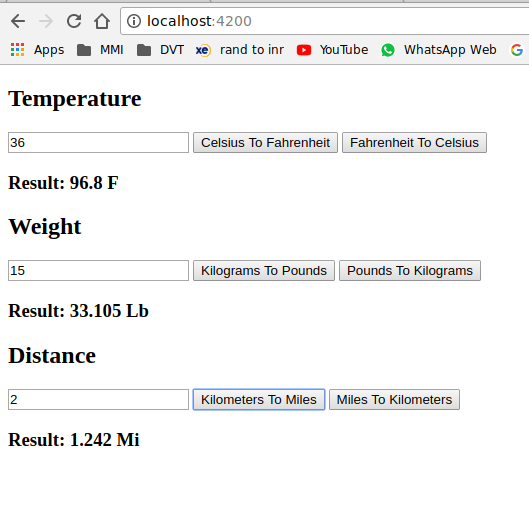 localhost:4200
Apps MMI DVT xe rand to inr YouTube WhatsApp Web G
Temperature
36 Celsius To Fahrenheit Fahrenheit To Celsius
Result: 96.8 F
Weight
15 Kilograms To Pounds Pounds To Kilograms
Result: 33.105 Lb
Distance
2 Kilometers To Miles Miles To Kilometers
Result: 1.242 Mi